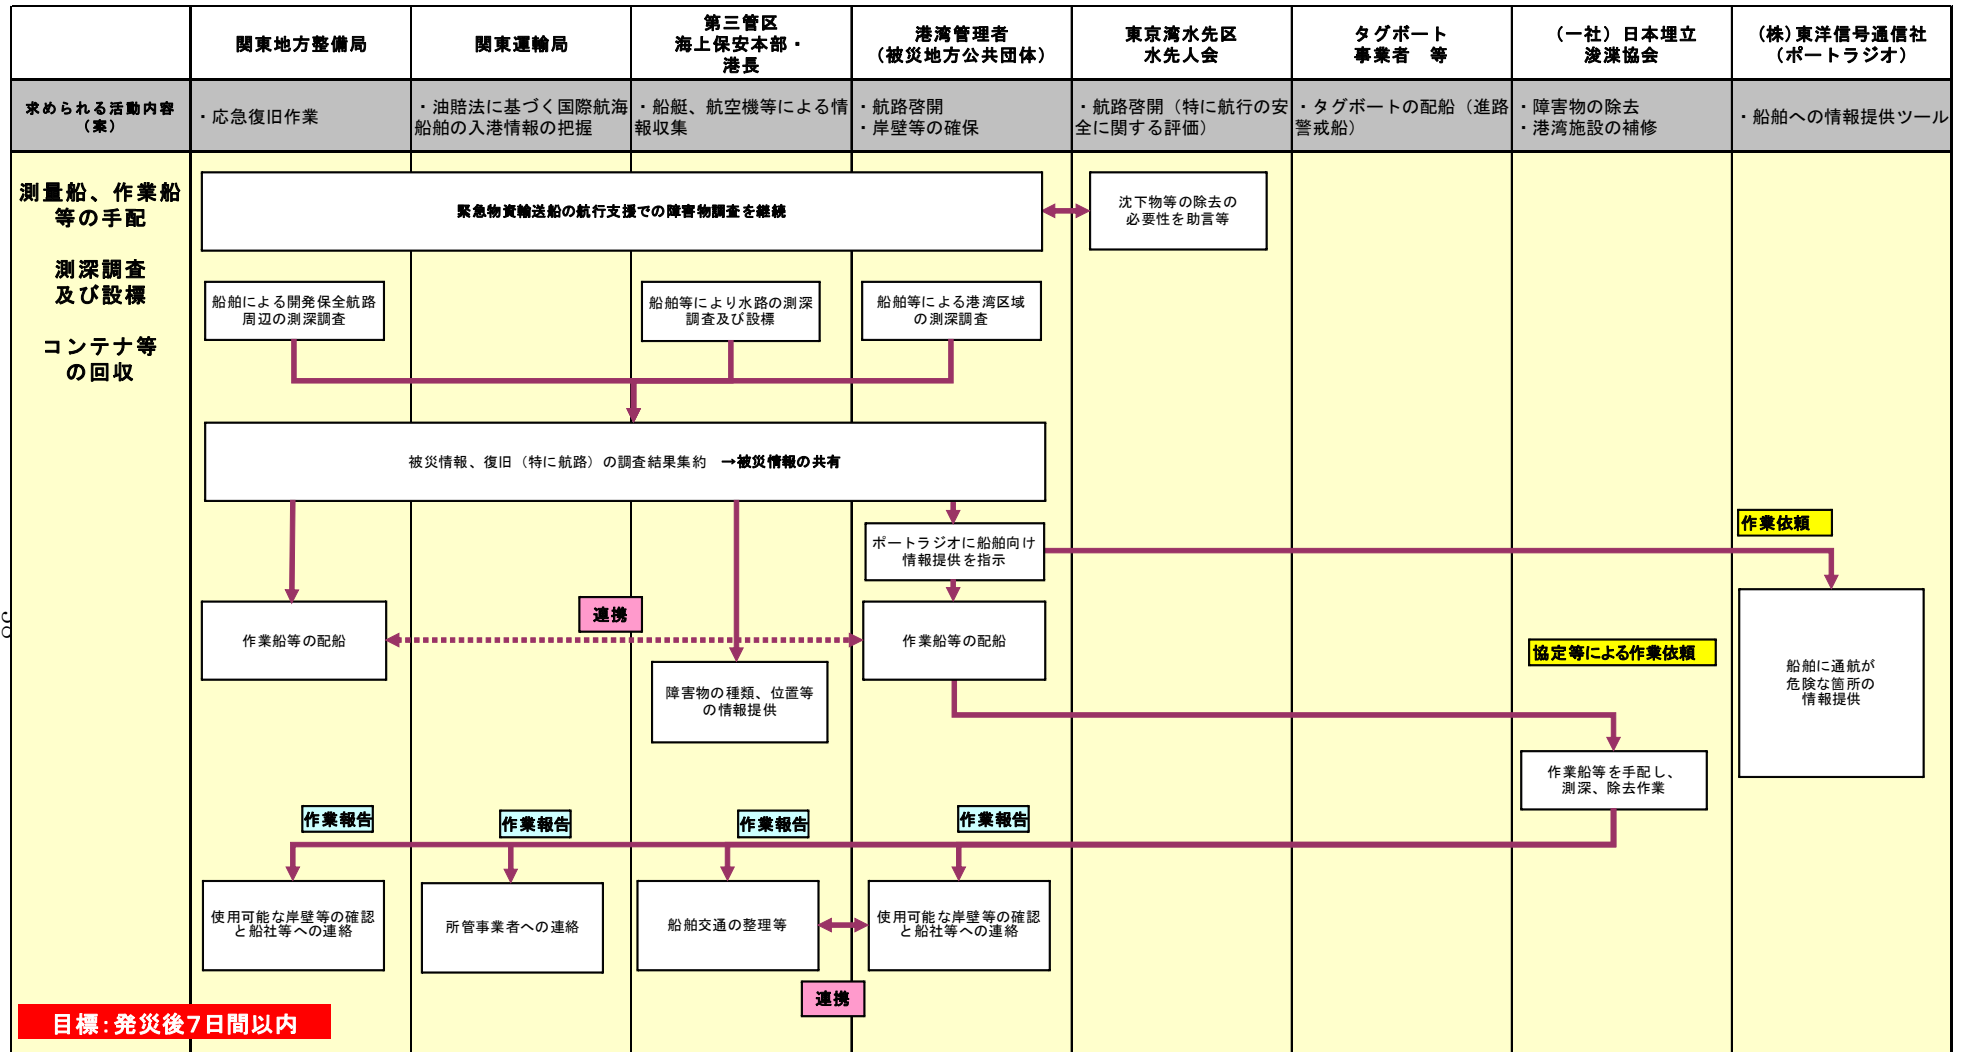 関東地方整備局
関東運輸局
第三管区
海上保安本部・
港長
港湾管理者
（被災地方公共団体）
東京湾水先区
水先人会
タグボート
事業者　等
（一社）日本埋立
浚渫協会
（株）東洋信号通信社
（ポートラジオ）
求められる活動内容
（案）
・応急復旧作業
・油賠法に基づく国際航海
船舶の入港情報の把握
・船艇、航空機等による情
報収集
・航路啓開
・岸壁等の確保
・航路啓開（特に航行の安
全に関する評価）
・タグボートの配船（進路
警戒船）
・障害物の除去
・港湾施設の補修
・船舶への情報提供ツール
測量船、作業船
等の手配
測深調査
及び設標
コンテナ等
の回収
緊急物資輸送船の航行支援での障害物調査を継続
沈下物等の除去の
必要性を助言等
船舶による開発保全航路
周辺の測深調査
船舶等により水路の測深
調査及び設標
船舶等による港湾区域
の測深調査
被災情報、復旧（特に航路）の調査結果集約　→被災情報の共有
ポートラジオに船舶向け
情報提供を指示
作業依頼
連携
作業船等の配船
作業船等の配船
協定等による作業依頼
船舶に通航が
危険な箇所の
情報提供
障害物の種類、位置等
の情報提供
作業船等を手配し、
測深、除去作業
作業報告
作業報告
作業報告
作業報告
使用可能な岸壁等の確認
と船社等への連絡
所管事業者への連絡
船舶交通の整理等
使用可能な岸壁等の確認
と船社等への連絡
連携
目標：発災後7日間以内